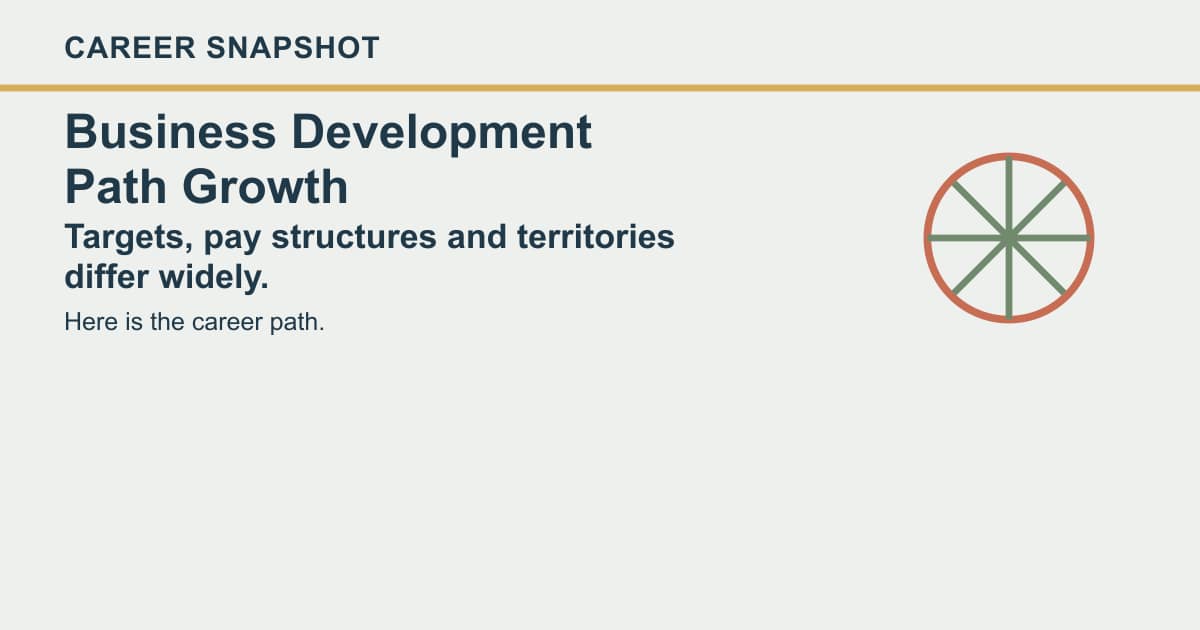 CAREER SNAPSHOT
Business Development
Path Growth
Targets, pay structures and territories
differ widely.
Here is the career path.